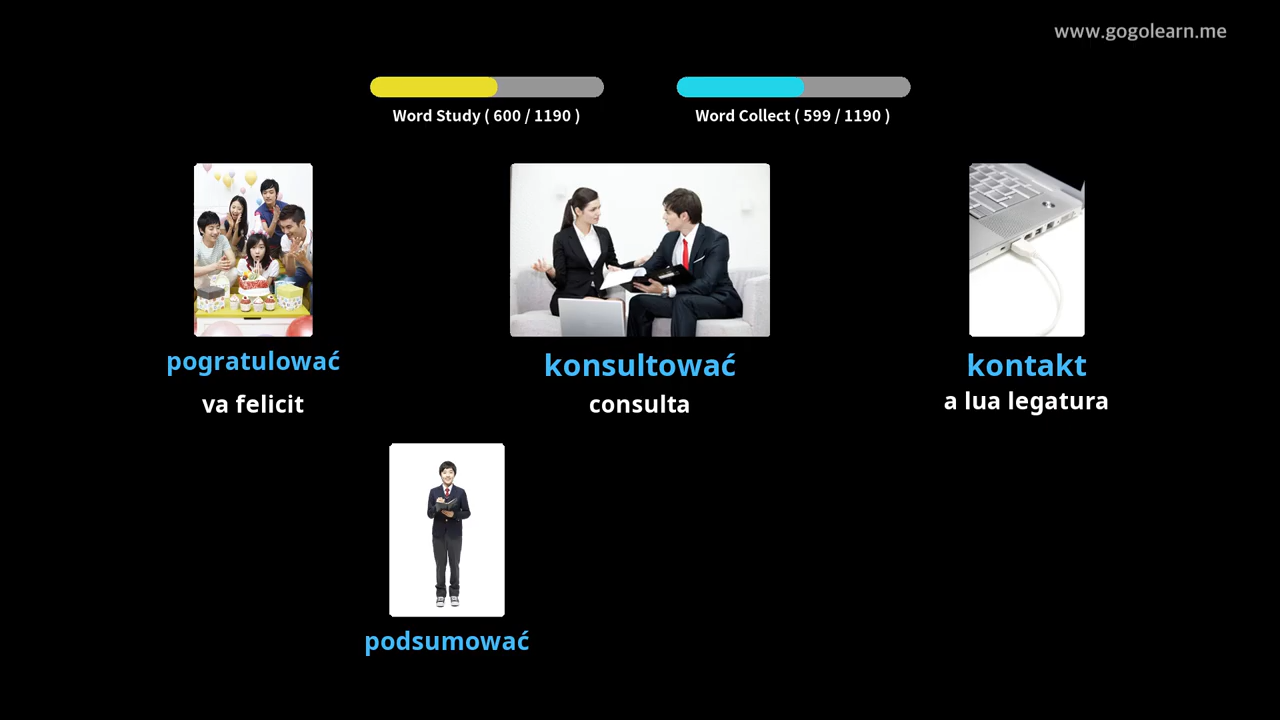 www.gogolearn.me
Word Study ( 600 / 1190 )
Word Collect ( 599 / 1190 )
pogratulować
va felicit
konsultować
consulta
kontakt
a lua legatura
podsumować